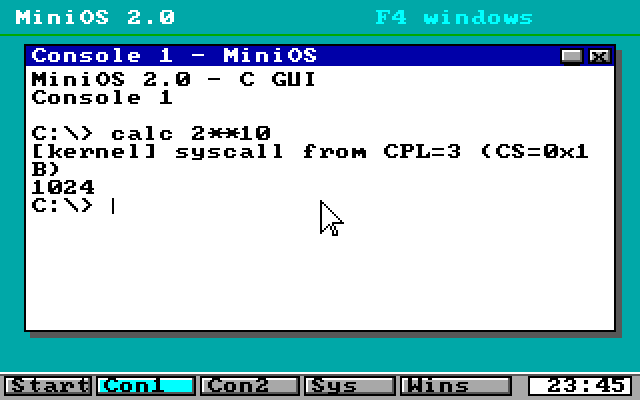 MiniOS 2.0 F4 windows
Console 1 - MiniOS
MiniOS 2.0 - C GUI
Console 1
C:\> calc 2**10
[kernel] syscall from CPL=3 (CS=0x1
B)
1024
C:\>
Start Con1 Con2 Sys Wins 23:45